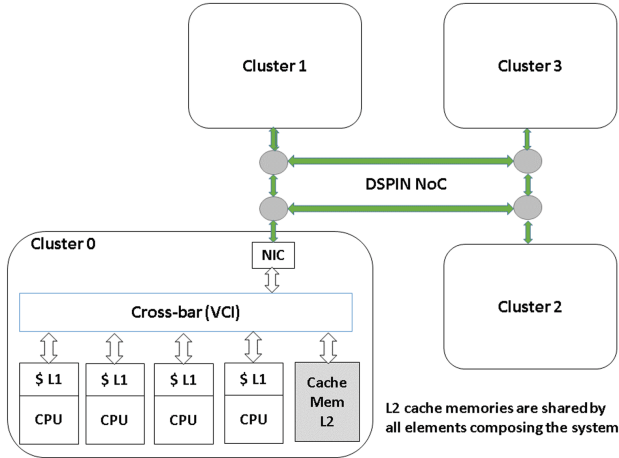 Cluster 1
Cluster 3
DSPIN NoC
Cluster 0
NIC
Cluster 2
Cross-bar (VCI)
$ L1
$ L1
$ L1
$ L1
CPU
CPU
CPU
CPU
Cache
Mem
L2
L2 cache memories are shared by
all elements composing the system